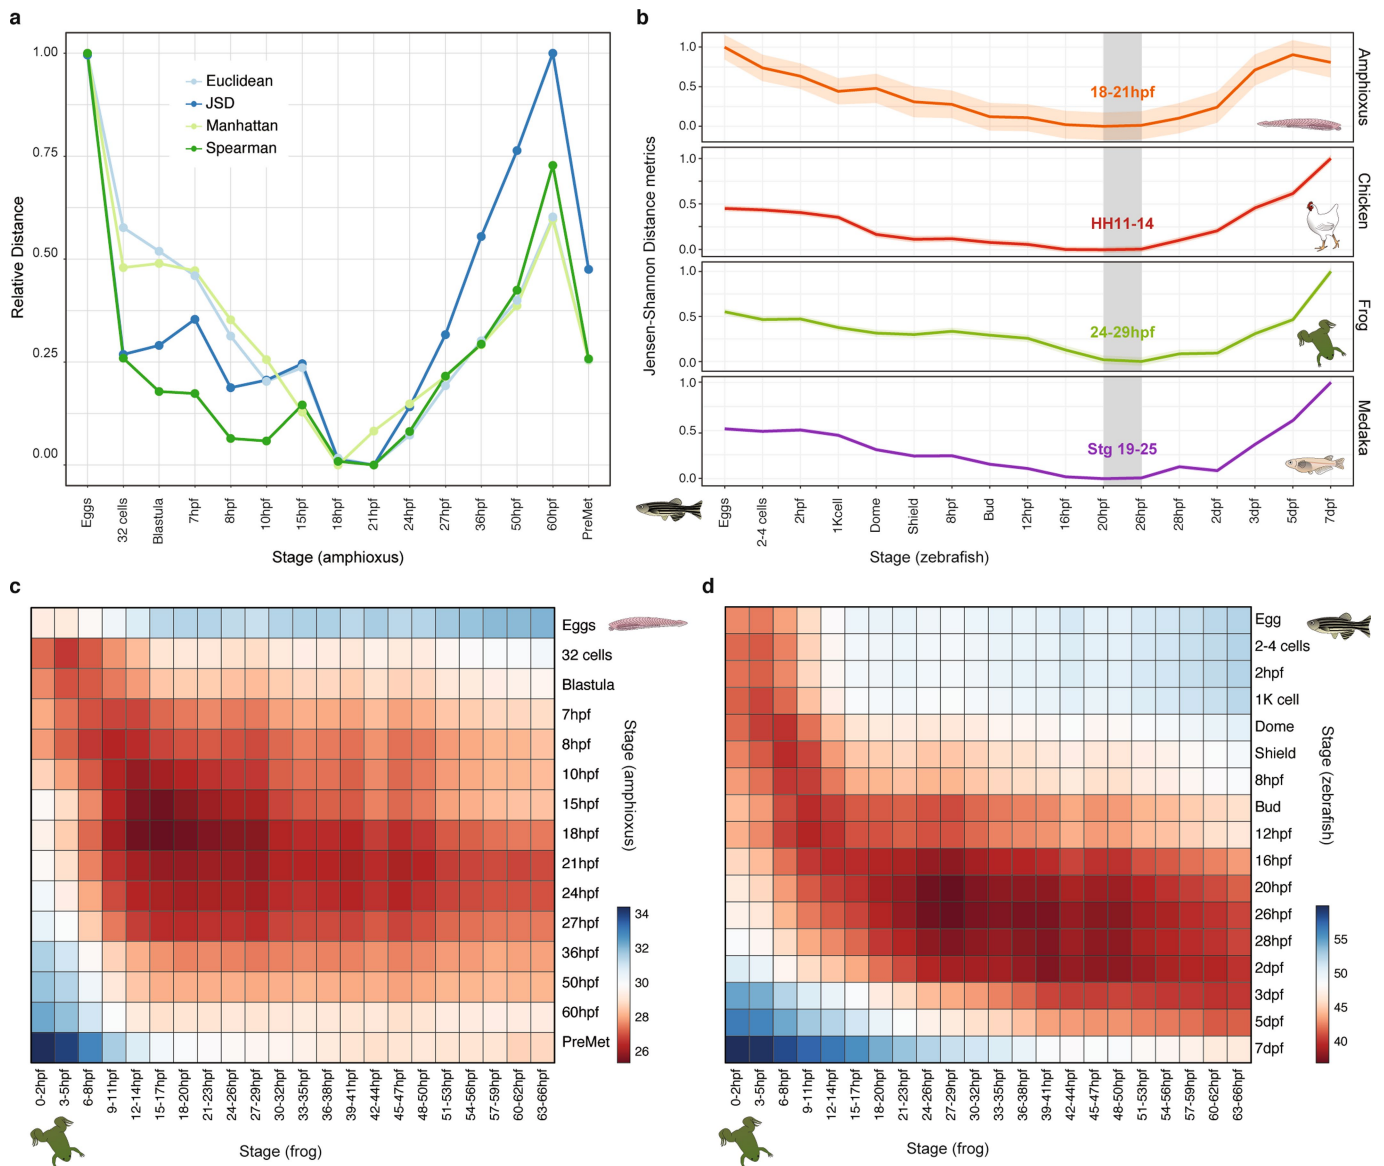 a
1.00
0.75
0.50
0.25
0.00
Relative Distance
Euclidean
JSD
Manhattan
Spearman
Eggs
32 cells
Blastula
7hpf
8hpf
10hpf
15hpf
18hpf
21hpf
24hpf
27hpf
36hpf
50hpf
60hpf
PreMet
Stage (amphioxus)
b
Jensen-Shannon Distance metrics
1.0
0.5
0.0
18-21hpf
Amphioxus
1.0
0.5
0.0
HH11-14
Chicken
1.0
0.5
0.0
24-29hpf
Frog
1.0
0.5
0.0
Stg 19-25
Medaka
Eggs
2-4 cells
2hpf
1Kcell
Dome
Shield
8hpf
Bud
12hpf
16hpf
20hpf
26hpf
28hpf
2dpf
3dpf
5dpf
7dpf
Stage (zebrafish)
c
Eggs
32 cells
Blastula
7hpf
8hpf
10hpf
15hpf
18hpf
21hpf
24hpf
27hpf
36hpf
50hpf
60hpf
PreMet
Stage (amphioxus)
34
32
30
28
26
0-2hpf
3-5hpf
6-8hpf
9-11hpf
12-14hpf
15-17hpf
18-20hpf
21-23hpf
24-26hpf
27-29hpf
30-32hpf
33-35hpf
36-38hpf
39-41hpf
42-44hpf
45-47hpf
48-50hpf
51-53hpf
54-56hpf
57-59hpf
60-62hpf
63-66hpf
Stage (frog)
d
Egg
2-4 cells
2hpf
1K cell
Dome
Shield
8hpf
Bud
12hpf
16hpf
20hpf
26hpf
28hpf
2dpf
3dpf
5dpf
7dpf
Stage (zebrafish)
55
50
45
40
0-2hpf
3-5hpf
6-8hpf
9-11hpf
12-14hpf
15-17hpf
18-20hpf
21-23hpf
24-26hpf
27-29hpf
30-32hpf
33-35hpf
36-38hpf
39-41hpf
42-44hpf
45-47hpf
48-50hpf
51-53hpf
54-56hpf
57-59hpf
60-62hpf
63-66hpf
Stage (frog)